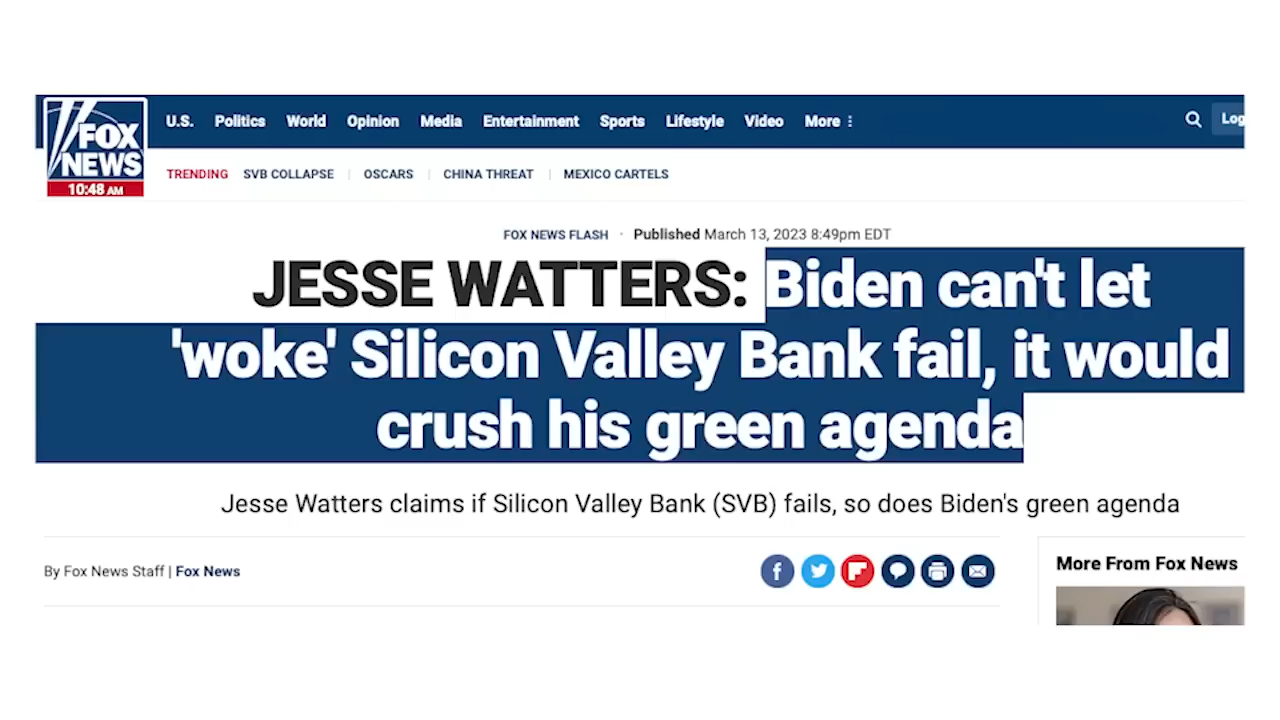 U.S. Politics World Opinion Media Entertainment Sports Lifestyle Video More Log
FOX
NEWS
10:48 AM
TRENDING SVB COLLAPSE OSCARS CHINA THREAT MEXICO CARTELS
FOX NEWS FLASH · Published March 13, 2023 8:49pm EDT
JESSE WATTERS: Biden can't let
'woke' Silicon Valley Bank fail, it would
crush his green agenda
Jesse Watters claims if Silicon Valley Bank (SVB) fails, so does Biden's green agenda
By Fox News Staff | Fox News
More From Fox News